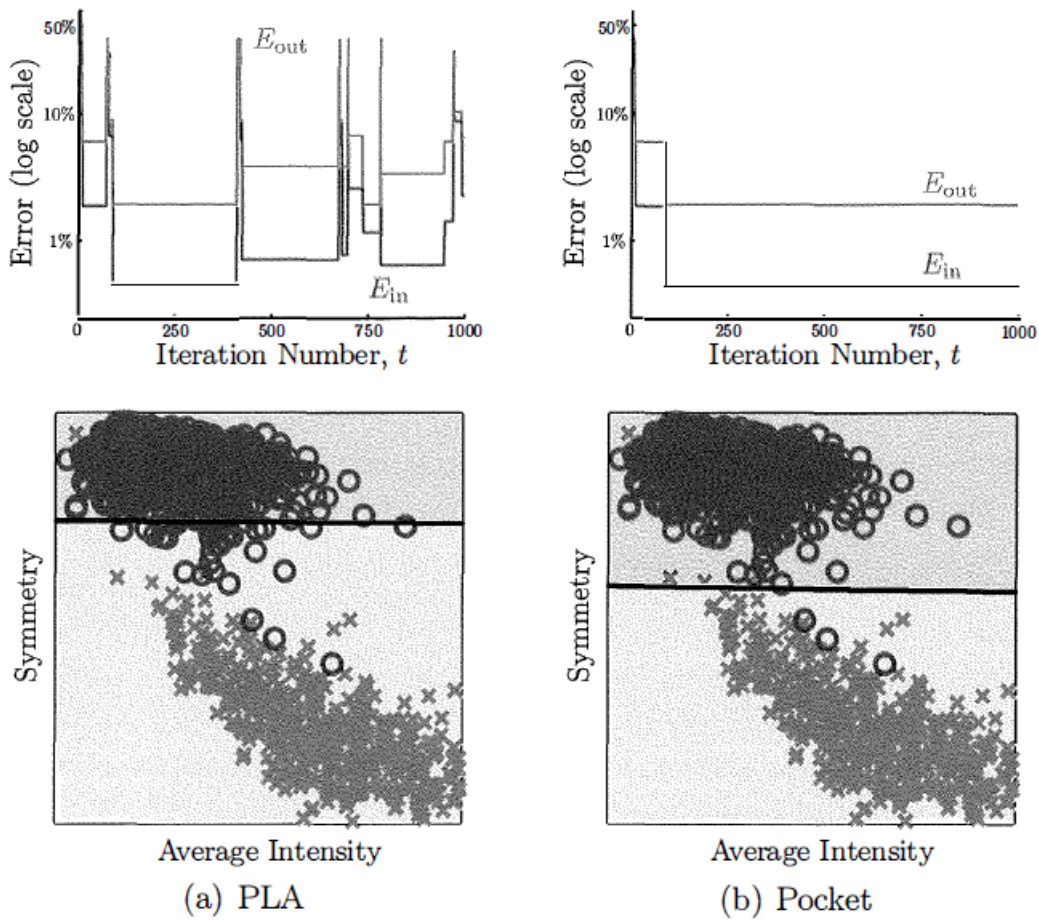 50%
10%
1%
Error (log scale)
E_out
E_in
0 250 500 750 1000
Iteration Number, t
50%
10%
1%
Error (log scale)
E_out
E_in
0 250 500 750 1000
Iteration Number, t
Symmetry
Average Intensity
(a) PLA
Symmetry
Average Intensity
(b) Pocket